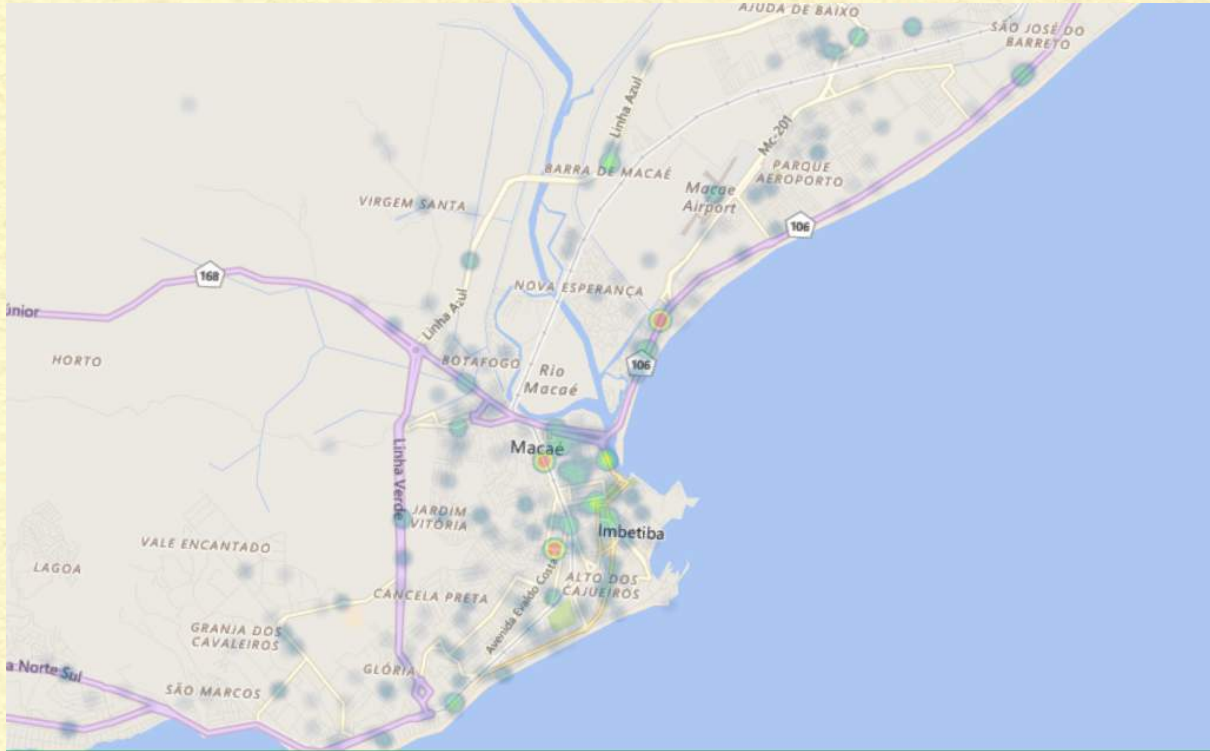 AJUDA DE BAIXO
SÃO JOSÉ DO
BARRETO
Linha Azul
Mc-201
BARRA DE MACAÉ
PARQUE
AEROPORTO
Macae
Airport
VIRGEM SANTA
106
168
NOVA ESPERANÇA
únior
Linha Azul
HORTO
BOTAFOGO
Rio
Macaé
106
Macaé
Linha Verde
JARDIM
VITÓRIA
Imbetiba
VALE ENCANTADO
LAGOA
ALTO DOS
CAJUEIROS
CANCELA PRETA
Avenida Evaldo Costa
GRANJA DOS
CAVALEIROS
GLÓRIA
a Norte Sul
SÃO MARCOS